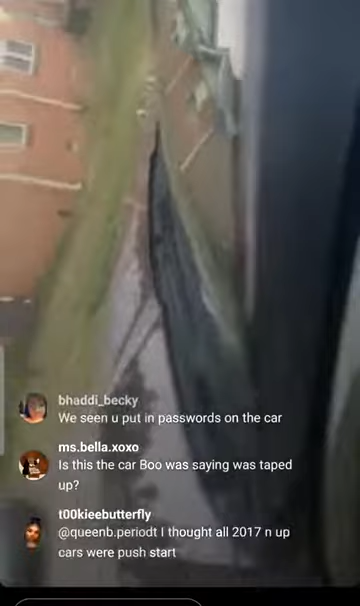 bhaddi_becky
We seen u put in passwords on the car
ms.bella.xoxo
Is this the car Boo was saying was taped
up?
t00kieebutterfly
@queenb.periodt I thought all 2017 n up
cars were push start